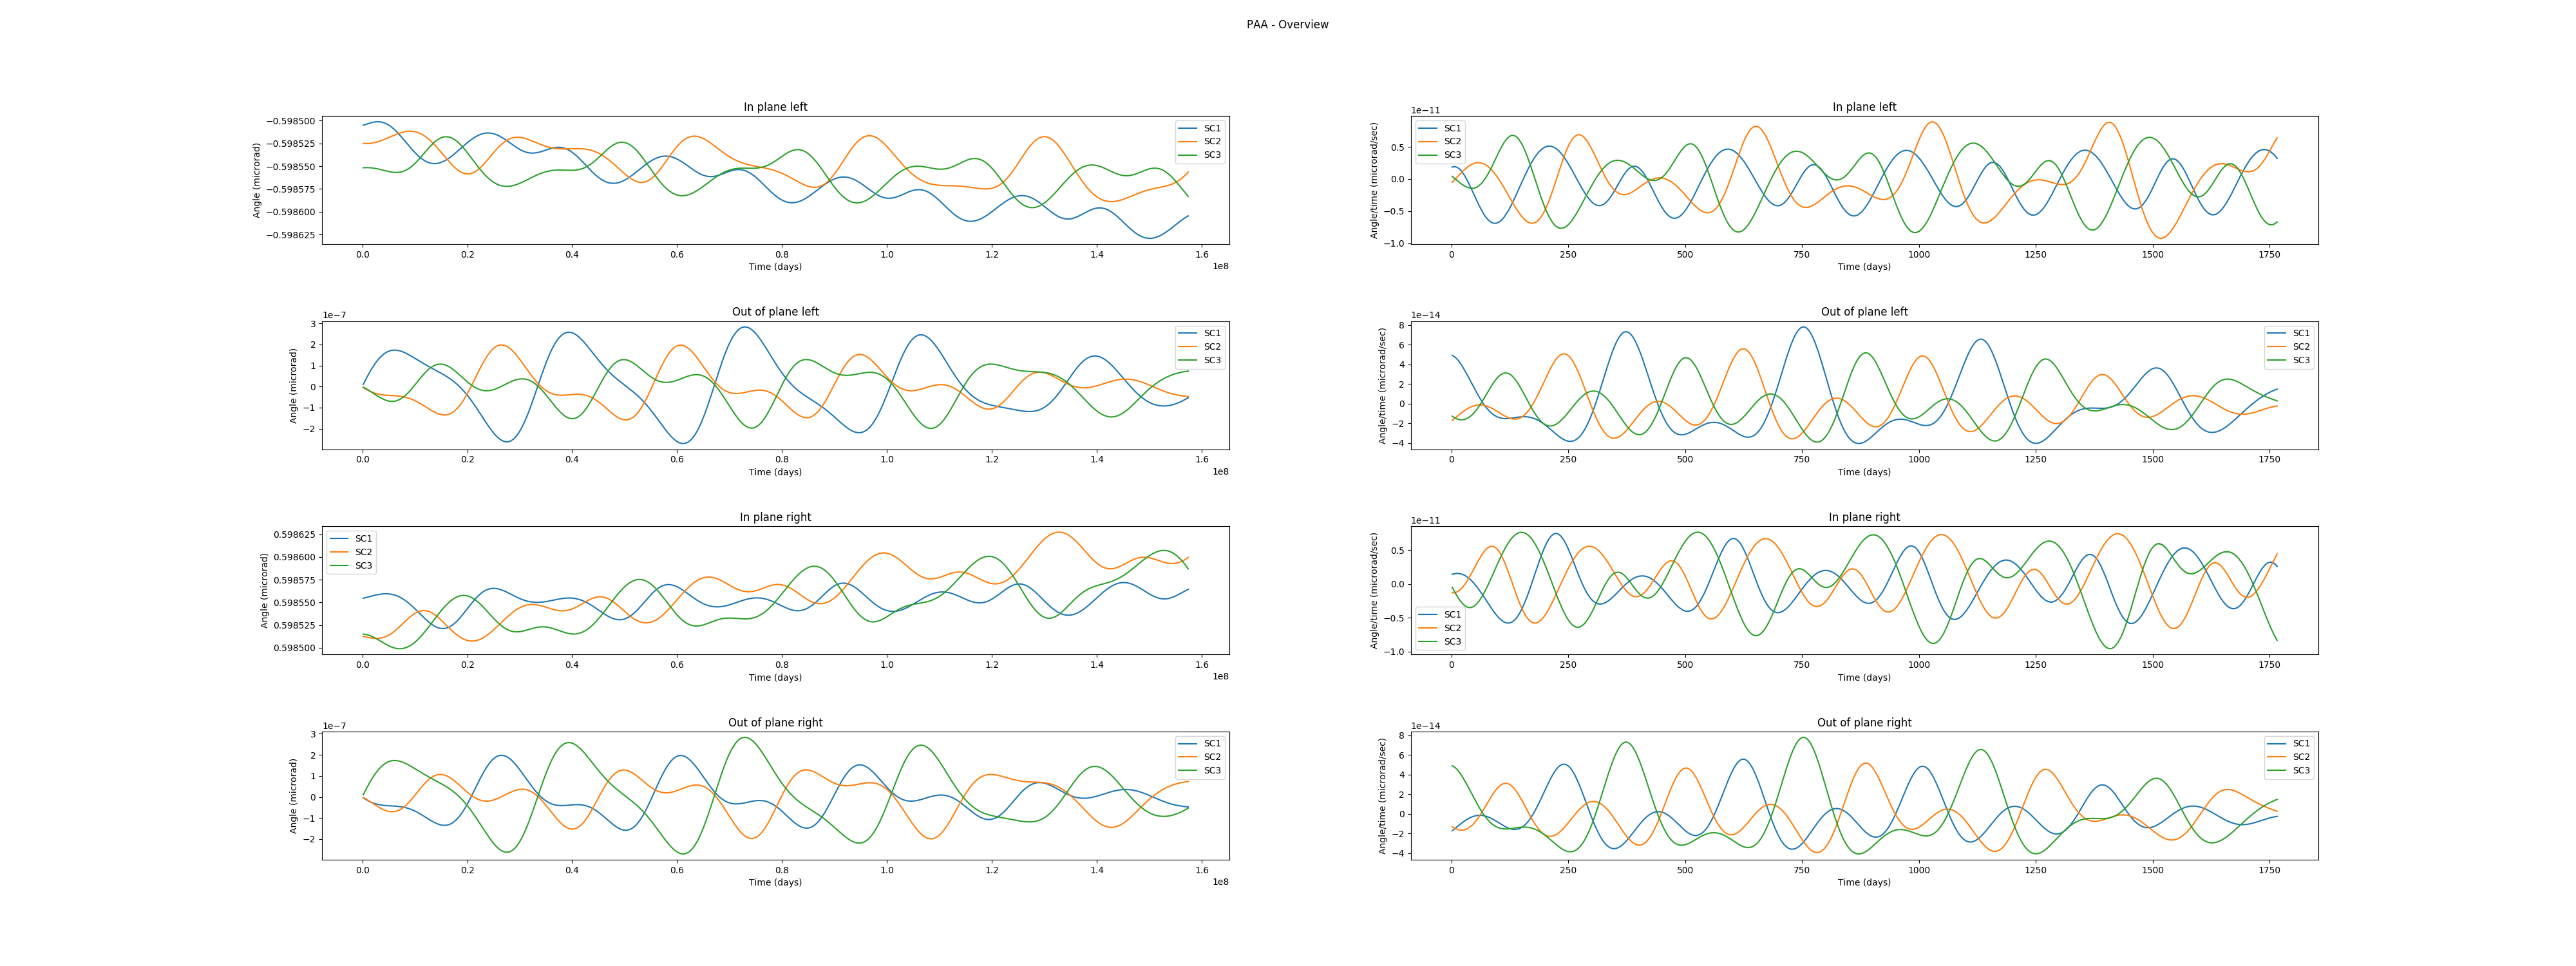 PAA - Overview
In plane left
Angle (microrad)
−0.598500
−0.598525
−0.598550
−0.598575
−0.598600
−0.598625
SC1
SC2
SC3
0.0 0.2 0.4 0.6 0.8 1.0 1.2 1.4 1.6
1e8
Time (days)
In plane left
1e−11
Angle/time (microrad/sec)
0.5
0.0
−0.5
−1.0
SC1
SC2
SC3
0 250 500 750 1000 1250 1500 1750
Time (days)
Out of plane left
1e−7
Angle (microrad)
3
2
1
0
−1
−2
SC1
SC2
SC3
0.0 0.2 0.4 0.6 0.8 1.0 1.2 1.4 1.6
1e8
Time (days)
Out of plane left
1e−14
Angle/time (microrad/sec)
8
6
4
2
0
−2
−4
SC1
SC2
SC3
0 250 500 750 1000 1250 1500 1750
Time (days)
In plane right
Angle (microrad)
0.598625
0.598600
0.598575
0.598550
0.598525
0.598500
SC1
SC2
SC3
0.0 0.2 0.4 0.6 0.8 1.0 1.2 1.4 1.6
1e8
Time (days)
In plane right
1e−11
Angle/time (microrad/sec)
0.5
0.0
−0.5
−1.0
SC1
SC2
SC3
0 250 500 750 1000 1250 1500 1750
Time (days)
Out of plane right
1e−7
Angle (microrad)
3
2
1
0
−1
−2
SC1
SC2
SC3
0.0 0.2 0.4 0.6 0.8 1.0 1.2 1.4 1.6
1e8
Time (days)
Out of plane right
1e−14
Angle/time (microrad/sec)
8
6
4
2
0
−2
−4
SC1
SC2
SC3
0 250 500 750 1000 1250 1500 1750
Time (days)